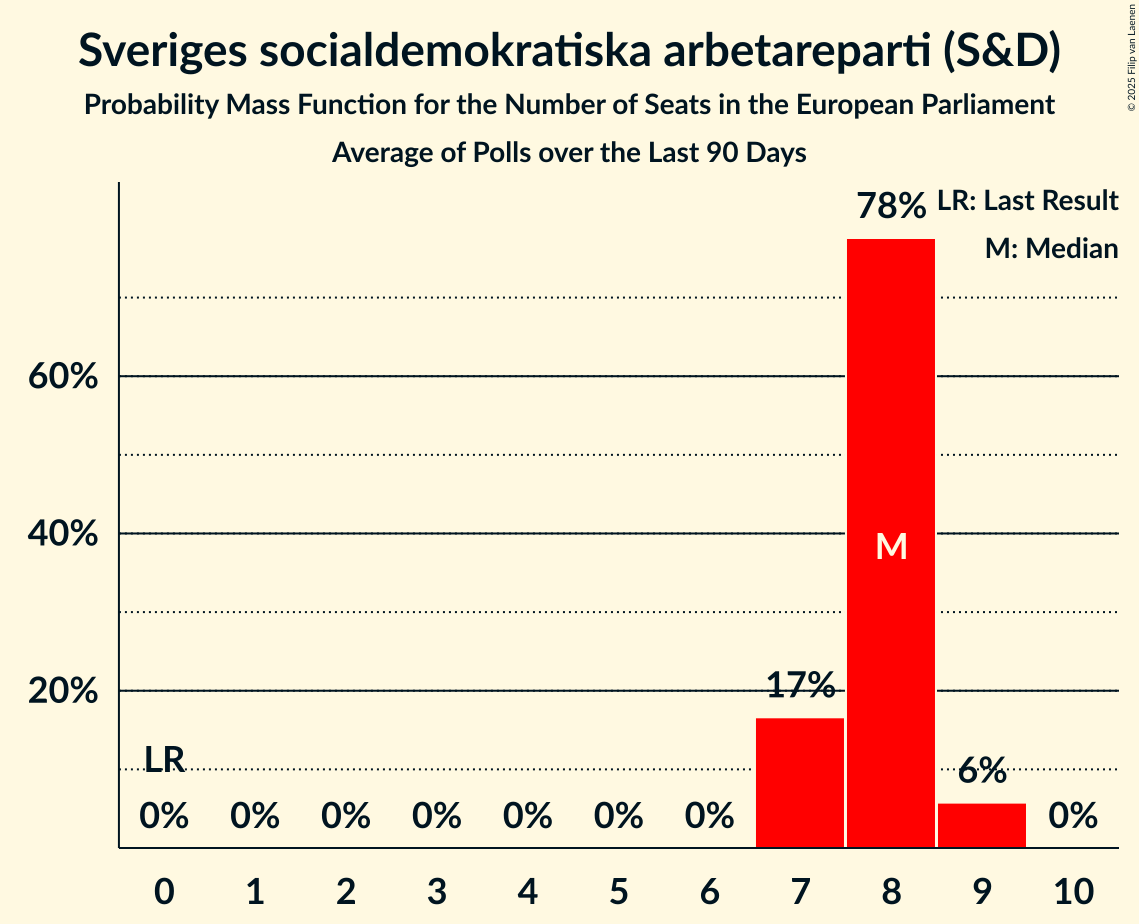 Sveriges socialdemokratiska arbetareparti (S&D)
Probability Mass Function for the Number of Seats in the European Parliament
Average of Polls over the Last 90 Days
© 2025 Filip van Laenen
LR: Last Result
M: Median
78%
60%
40%
M
20%
17%
LR
6%
0% 0% 0% 0% 0% 0% 0% 0%
0 1 2 3 4 5 6 7 8 9 10